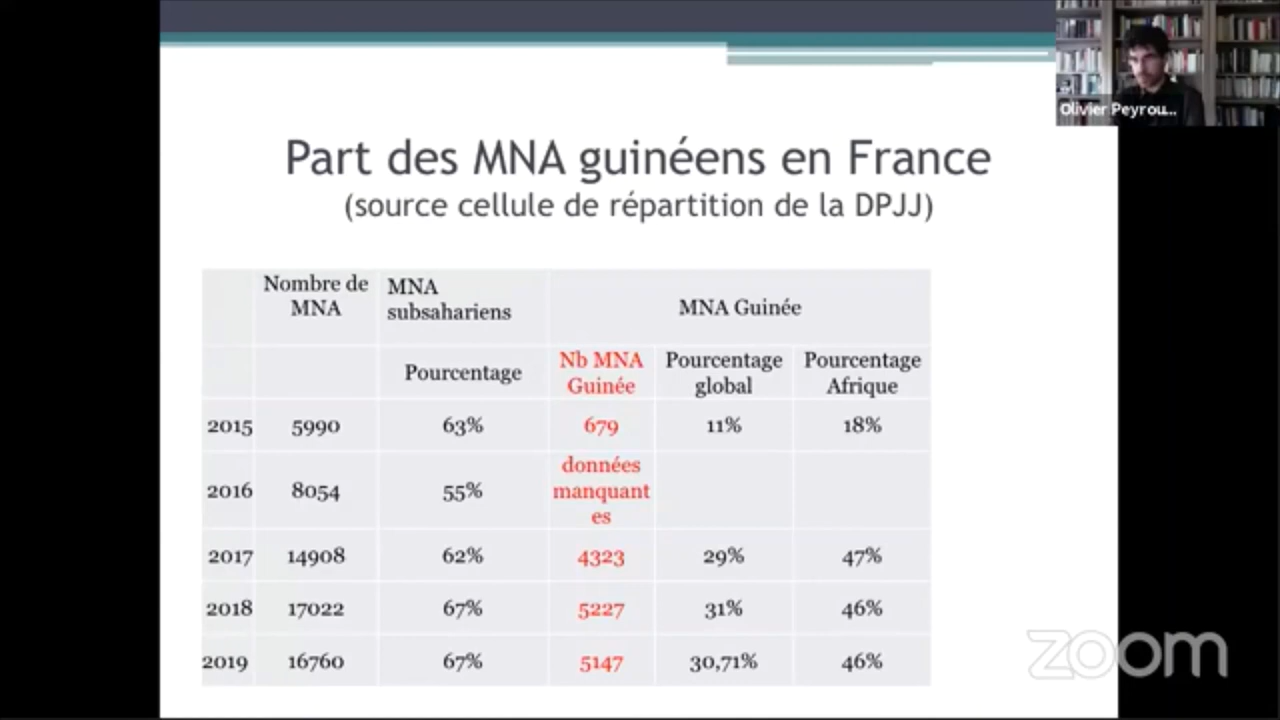 Olivier Peyrou...
Part des MNA guinéens en France
(source cellule de répartition de la DPJJ)
Nombre de MNA
MNA subsahariens
MNA Guinée
Pourcentage
Nb MNA Guinée
Pourcentage global
Pourcentage Afrique
2015 5990 63% 679 11% 18%
2016 8054 55% données manquantes
2017 14908 62% 4323 29% 47%
2018 17022 67% 5227 31% 46%
2019 16760 67% 5147 30,71% 46%
zoom